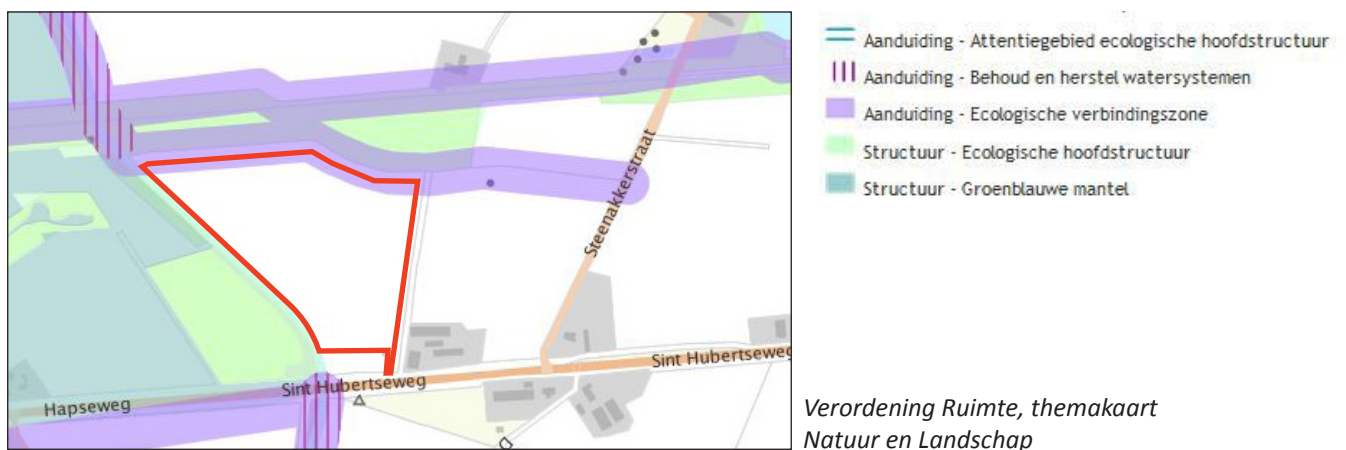 Steenakkerstraat
Sint Hubertseweg
Sint Hubertseweg
Hapseweg
Aanduiding - Attentiegebied ecologische hoofdstructuur
Aanduiding - Behoud en herstel watersystemen
Aanduiding - Ecologische verbindingszone
Structuur - Ecologische hoofdstructuur
Structuur - Groenblauwe mantel
Verordening Ruimte, themakaart
Natuur en Landschap